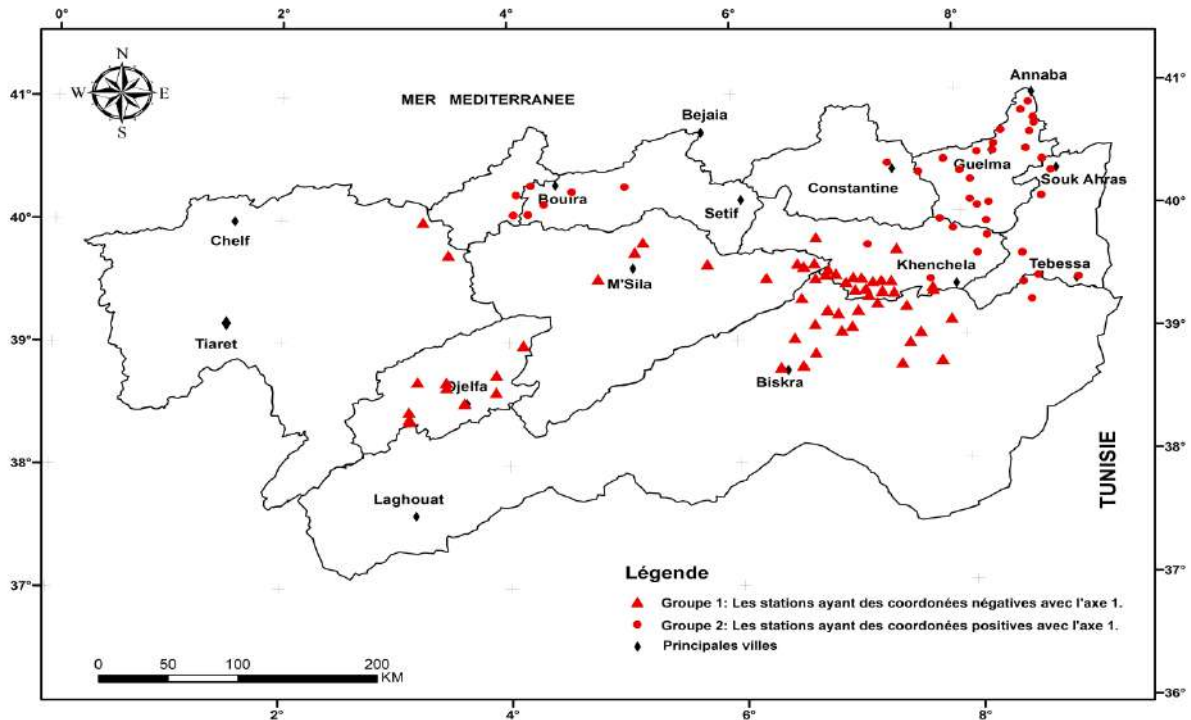 0° 2° 4° 6° 8°
N
W E
S
41° 41°
MER MEDITERRANEE
Annaba
Bejaia
Guelma
Constantine
Souk Ahras
40° 40°
Bouira
Setif
Chelf
M'Sila
Khenchela
Tebessa
39° 39°
Tiaret
Djelfa
Biskra
38° 38°
Laghouat
TUNISIE
37° 37°
Légende
Groupe 1: Les stations ayant des coordonées négatives avec l'axe 1.
Groupe 2: Les stations ayant des coordonées positives avec l'axe 1.
Principales villes
0 50 100 200
KM
36°
2° 4° 6° 8°